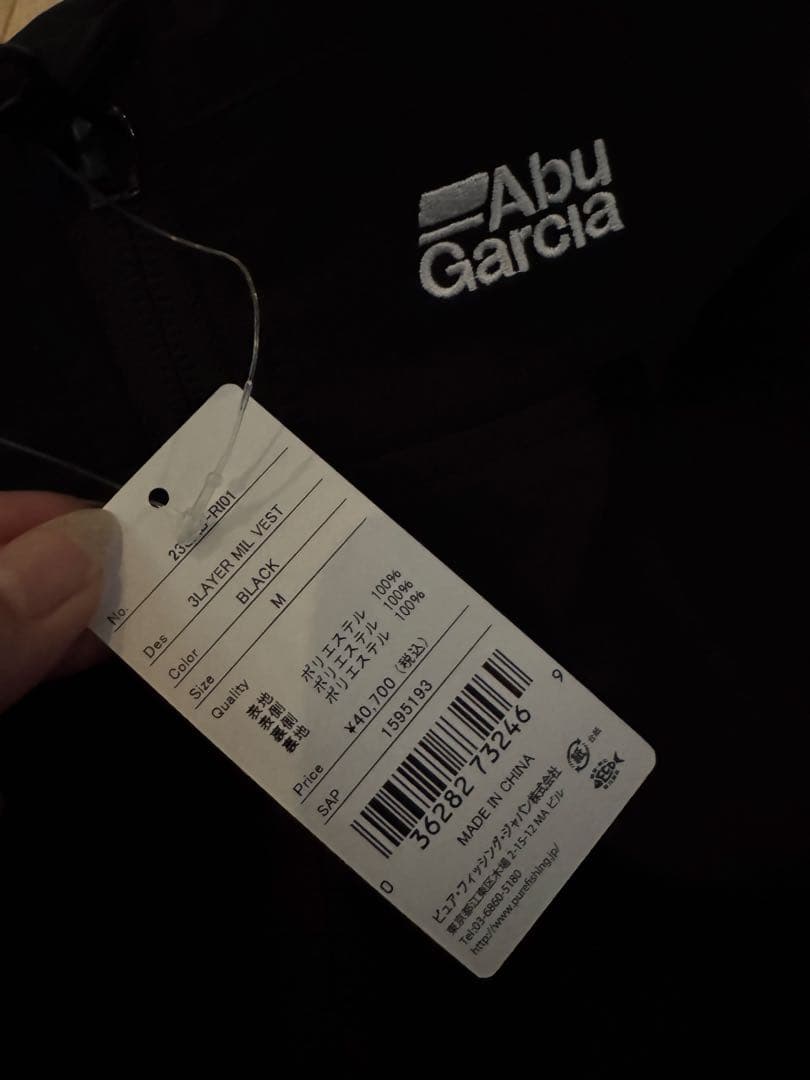 Abu
Garcia
No.
Des 3LAYER MIL VEST
Color BLACK
Size M
Quality
表地 ポリエステル 100%
表側 ポリエステル 100%
裏側
裏地 ポリエステル 100%
Price ¥40,700 (税込)
SAP 1595193
0 36282 73246 9
MADE IN CHINA
紙 台紙
ピュア・フィッシング・ジャパン株式会社
東京都江東区木場 2-15-12 MA ビル
Tel:03-6860-5180
http://www.purefishing.jp/